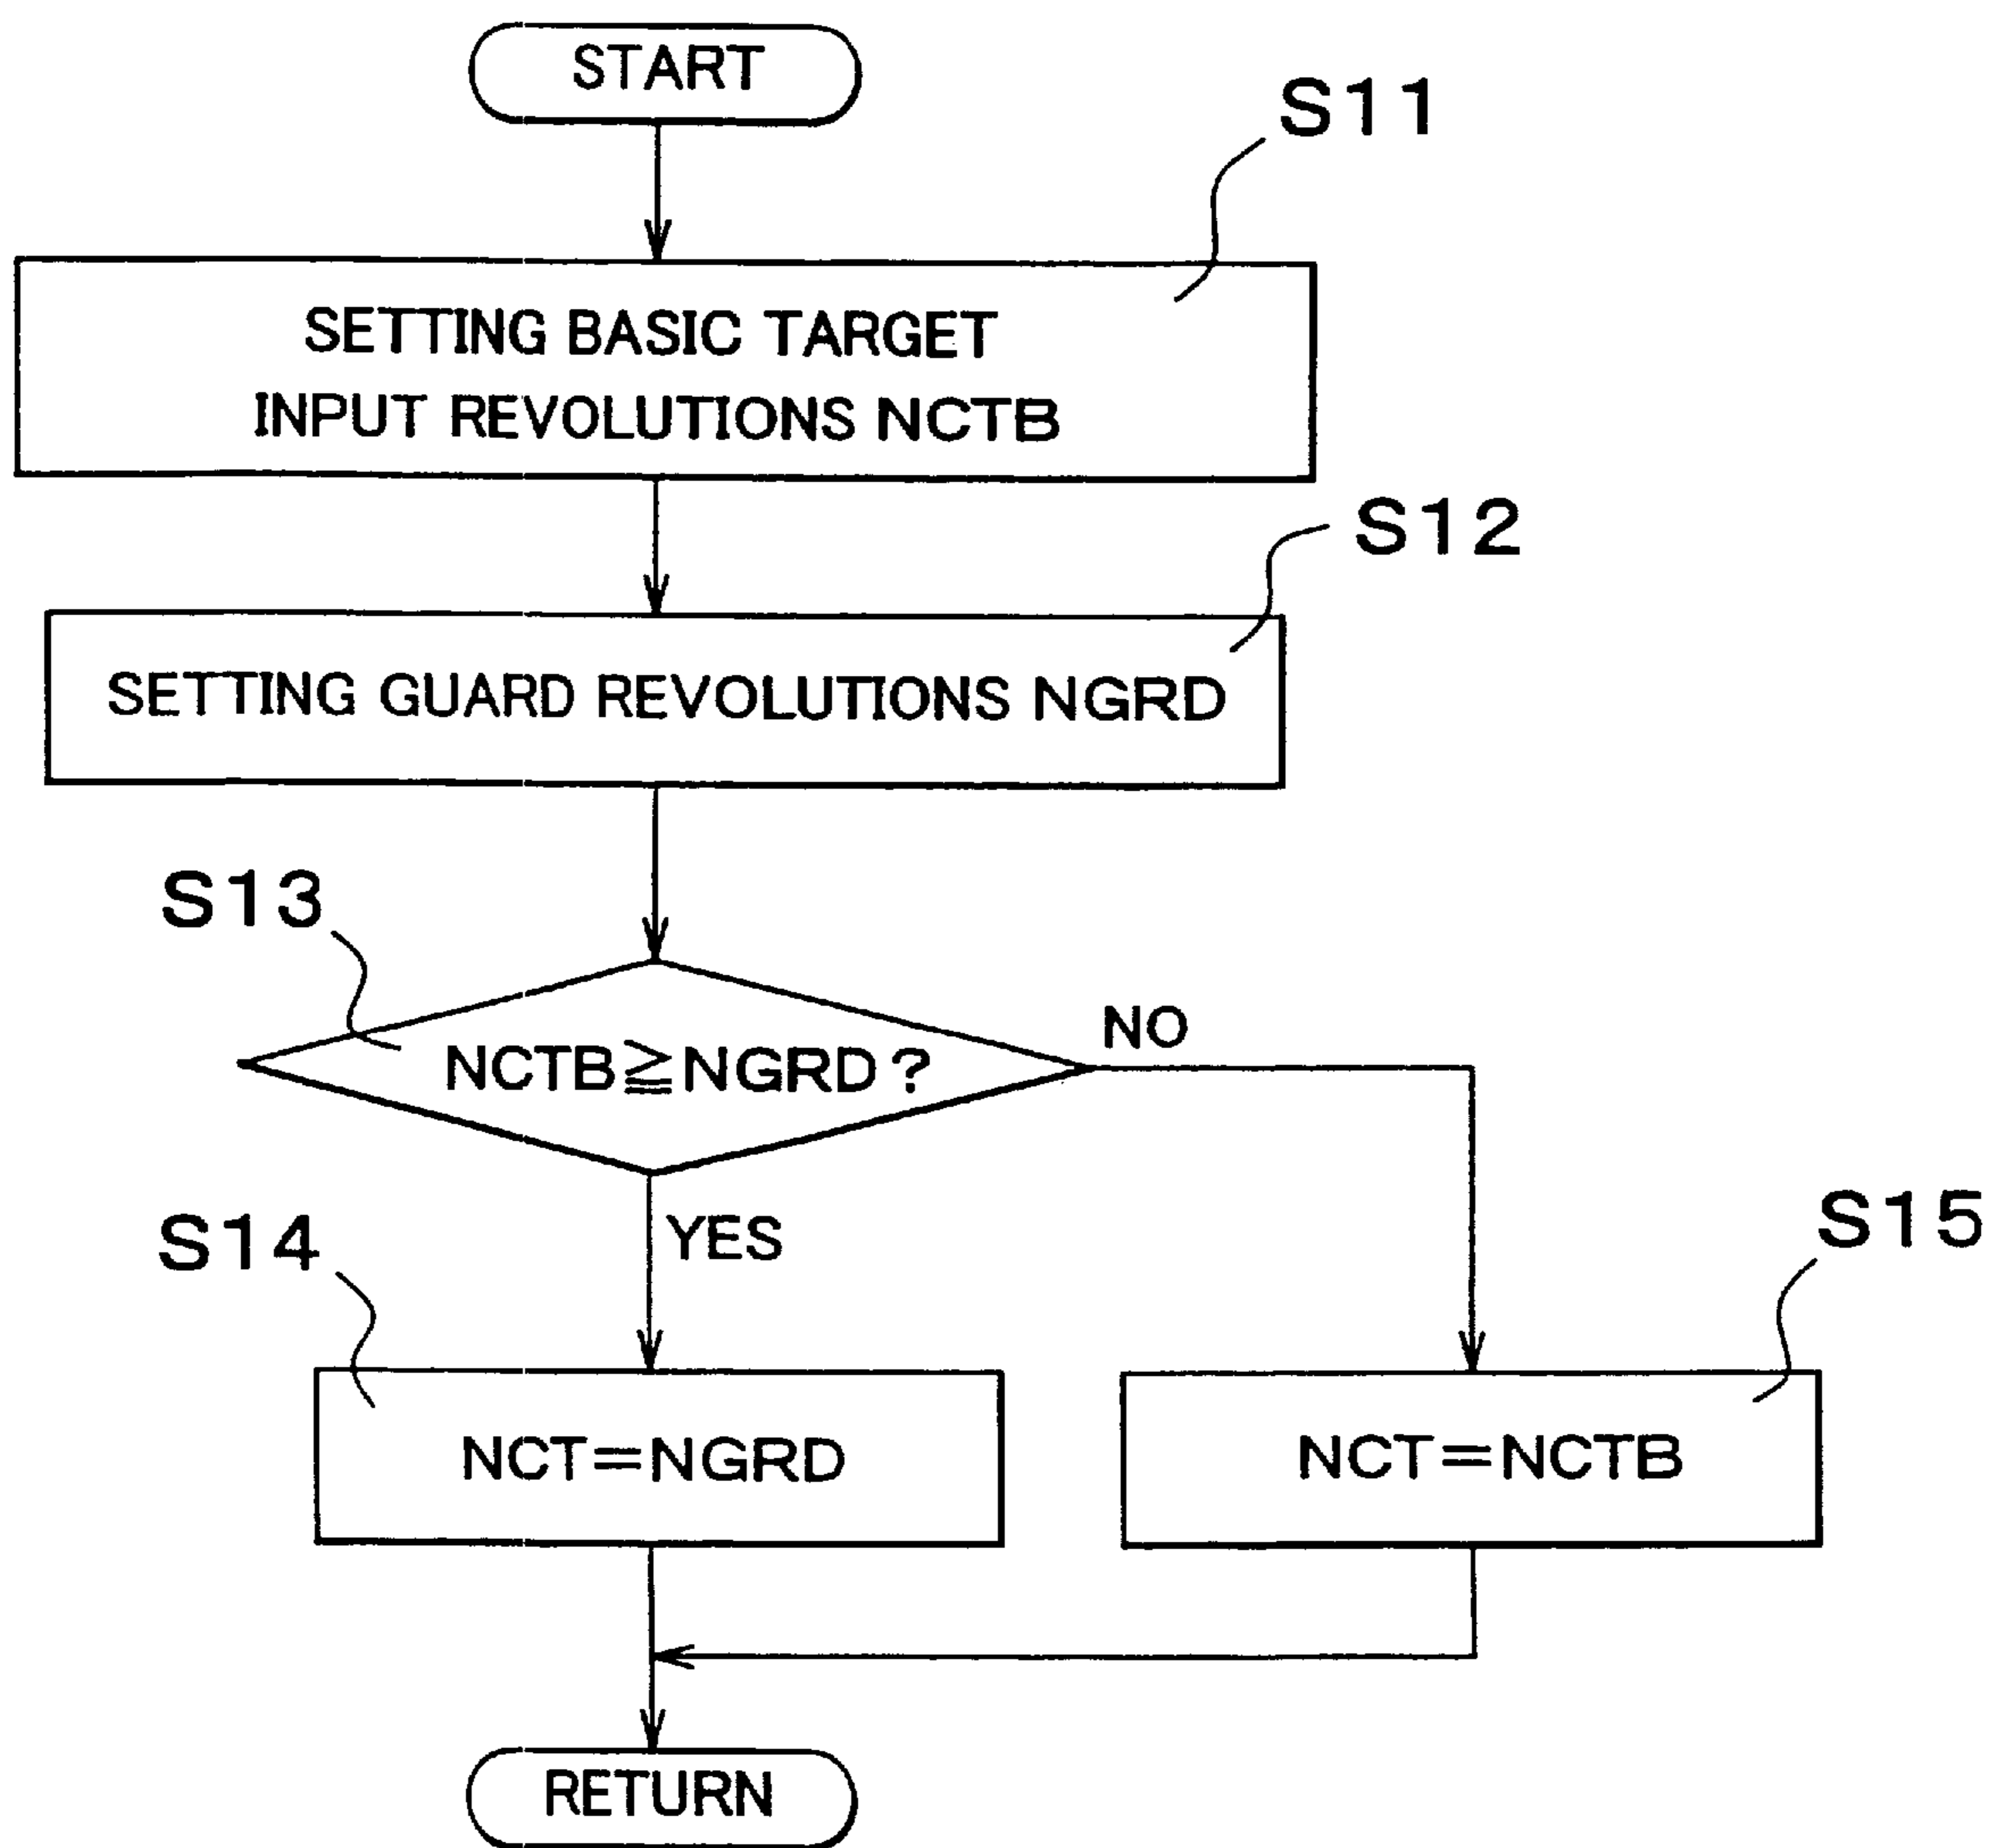 START
S11
SETTING BASIC TARGET
INPUT REVOLUTIONS NCTB
S12
SETTING GUARD REVOLUTIONS NGRD
S13
NCTB≧NGRD?
NO
YES
S14
S15
NCT=NGRD
NCT=NCTB
RETURN